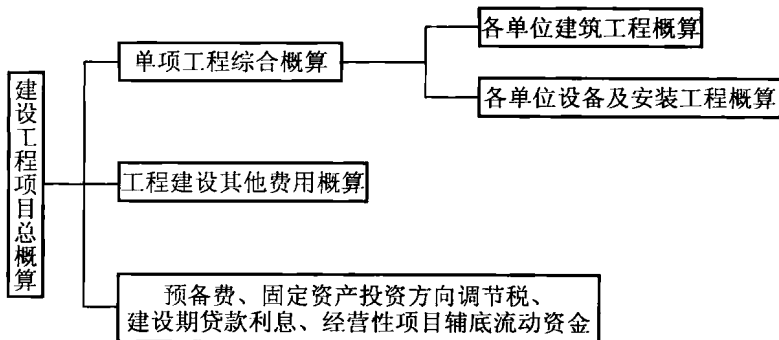 建设工程项目总概算
单项工程综合概算
各单位建筑工程概算
各单位设备及安装工程概算
工程建设其他费用概算
预备费、固定资产投资方向调节税、
建设期贷款利息、经营性项目辅底流动资金